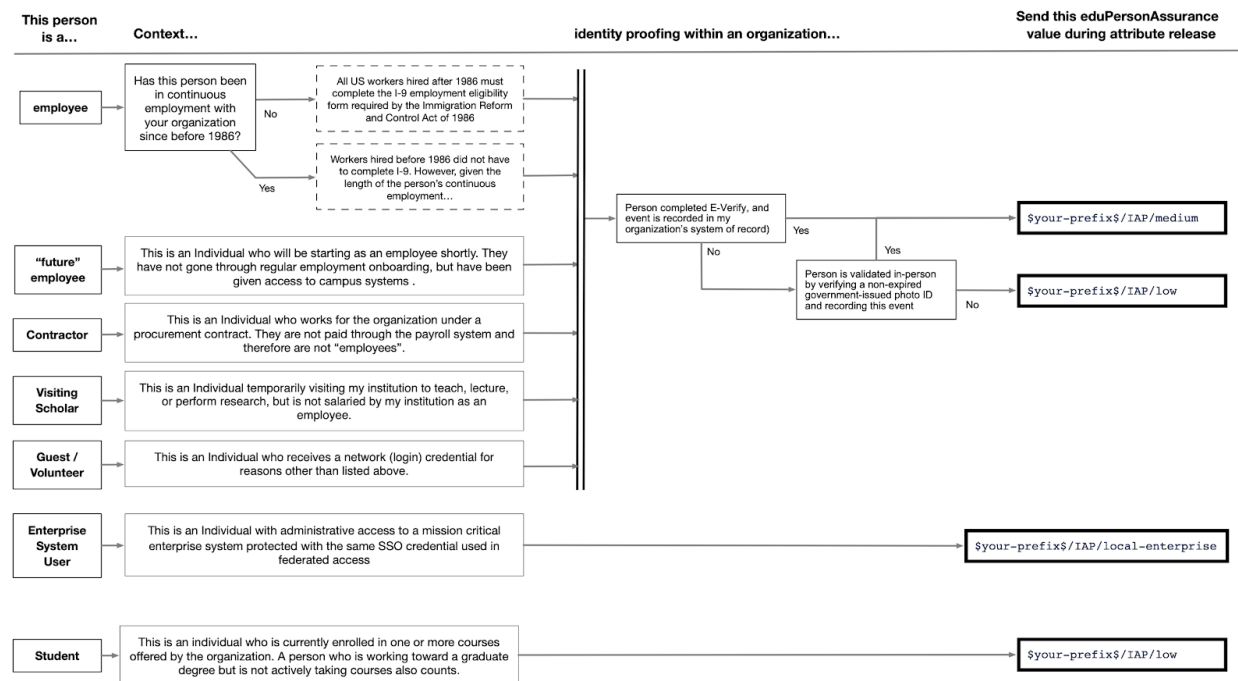 This person
is a…
Context…
identity proofing within an organization…
Send this eduPersonAssurance
value during attribute release
employee
Has this person been
in continuous
employment with
your organization
since before 1986?
No
Yes
All US workers hired after 1986 must
complete the I-9 employment eligibility
form required by the Immigration Reform
and Control Act of 1986
Workers hired before 1986 did not have
to complete I-9. However, given the
length of the person's continuous
employment…
Person completed E-Verify, and
event is recorded in my
organization's system of record)
Yes
No
Yes
$your-prefix$/IAP/medium
Person is validated in-person
by verifying a non-expired
government-issued photo ID
and recording this event
No
$your-prefix$/IAP/low
“future”
employee
This is an Individual who will be starting as an employee shortly. They
have not gone through regular employment onboarding, but have been
given access to campus systems .
Contractor
This is an Individual who works for the organization under a
procurement contract. They are not paid through the payroll system and
therefore are not “employees”.
Visiting
Scholar
This is an Individual temporarily visiting my institution to teach, lecture,
or perform research, but is not salaried by my institution as an
employee.
Guest /
Volunteer
This is an Individual who receives a network (login) credential for
reasons other than listed above.
Enterprise
System
User
This is an Individual with administrative access to a mission critical
enterprise system protected with the same SSO credential used in
federated access
$your-prefix$/IAP/local-enterprise
Student
This is an individual who is currently enrolled in one or more courses
offered by the organization. A person who is working toward a graduate
degree but is not actively taking courses also counts.
$your-prefix$/IAP/low